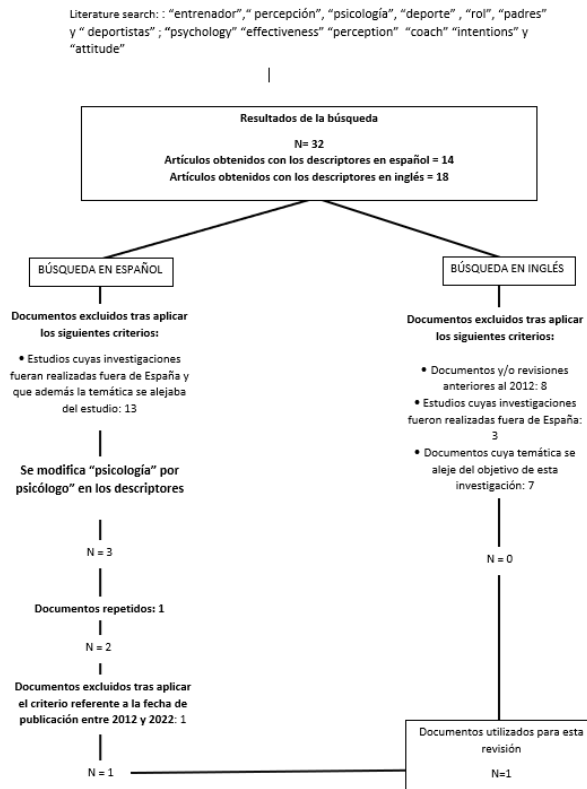 Literature search: : “entrenador”,“ percepción”, “psicología”, “deporte” , “rol”, “padres”
y “ deportistas” ; “psychology” “effectiveness” “perception” “coach” “intentions” y
“attitude”
Resultados de la búsqueda
N= 32
Artículos obtenidos con los descriptores en español = 14
Artículos obtenidos con los descriptores en inglés = 18
BÚSQUEDA EN ESPAÑOL
Documentos excluidos tras aplicar
los siguientes criterios:
• Estudios cuyas investigaciones
fueran realizadas fuera de España y
que además la temática se alejaba
del estudio: 13
Se modifica “psicología” por
psicólogo” en los descriptores
N = 3
Documentos repetidos: 1
N = 2
Documentos excluidos tras aplicar
el criterio referente a la fecha de
publicación entre 2012 y 2022: 1
N = 1
BÚSQUEDA EN INGLÉS
Documentos excluidos tras aplicar
los siguientes criterios:
• Documentos y/o revisiones
anteriores al 2012: 8
• Estudios cuyas investigaciones
fueron realizadas fuera de España:
3
• Documentos cuya temática se
aleje del objetivo de esta
investigación: 7
N = 0
Documentos utilizados para esta
revisión
N=1